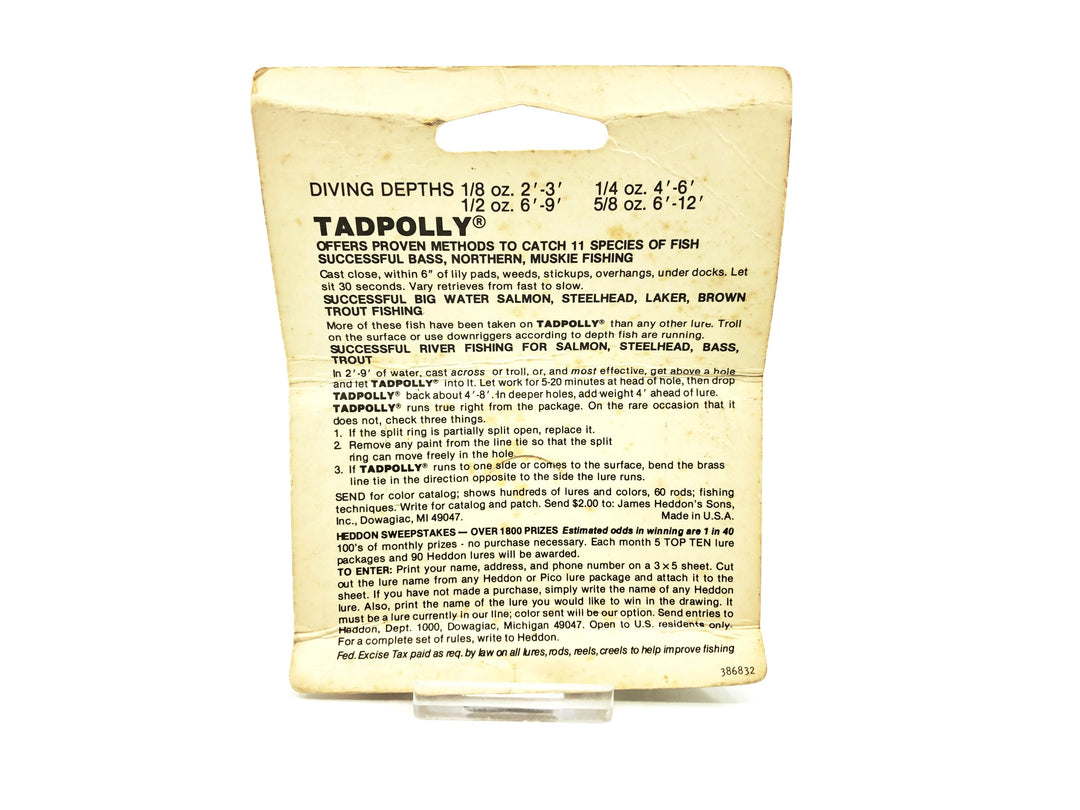 DIVING DEPTHS 1/8 oz. 2'-3' 1/4 oz. 4'-6'
1/2 oz. 6'-9' 5/8 oz. 6'-12'
TADPOLLY®
OFFERS PROVEN METHODS TO CATCH 11 SPECIES OF FISH
SUCCESSFUL BASS, NORTHERN, MUSKIE FISHING
Cast close, within 6" of lily pads, weeds, stickups, overhangs, under docks. Let
sit 30 seconds. Vary retrieves from fast to slow.
SUCCESSFUL BIG WATER SALMON, STEELHEAD, LAKER, BROWN
TROUT FISHING
More of these fish have been taken on TADPOLLY® than any other lure. Troll
on the surface or use downriggers according to depth fish are running.
SUCCESSFUL RIVER FISHING FOR SALMON, STEELHEAD, BASS,
TROUT
In 2'-9' of water, cast across or troll, or, and most effective, get above a hole
and let TADPOLLY® into it. Let work for 5-20 minutes at head of hole, then drop
TADPOLLY® back about 4'-8'. In deeper holes, add weight 4' ahead of lure.
TADPOLLY® runs true right from the package. On the rare occasion that it
does not, check three things.
1. If the split ring is partially split open, replace it.
2. Remove any paint from the line tie so that the split
ring can move freely in the hole.
3. If TADPOLLY® runs to one side or comes to the surface, bend the brass
line tie in the direction opposite to the side the lure runs.
SEND for color catalog; shows hundreds of lures and colors, 60 rods; fishing
techniques. Write for catalog and patch. Send $2.00 to: James Heddon's Sons,
Inc., Dowagiac, MI 49047. Made in U.S.A.
HEDDON SWEEPSTAKES — OVER 1800 PRIZES Estimated odds in winning are 1 in 40
100's of monthly prizes - no purchase necessary. Each month 5 TOP TEN lure
packages and 90 Heddon lures will be awarded.
TO ENTER: Print your name, address, and phone number on a 3 x 5 sheet. Cut
out the lure name from any Heddon or Pico lure package and attach it to the
sheet. If you have not made a purchase, simply write the name of any Heddon
lure. Also, print the name of the lure you would like to win in the drawing. It
must be a lure currently in our line; color sent will be our option. Send entries to
Heddon, Dept. 1000, Dowagiac, Michigan 49047. Open to U.S. residents only.
For a complete set of rules, write to Heddon.
Fed. Excise Tax paid as req. by law on all lures, rods, reels, creels to help improve fishing
386832